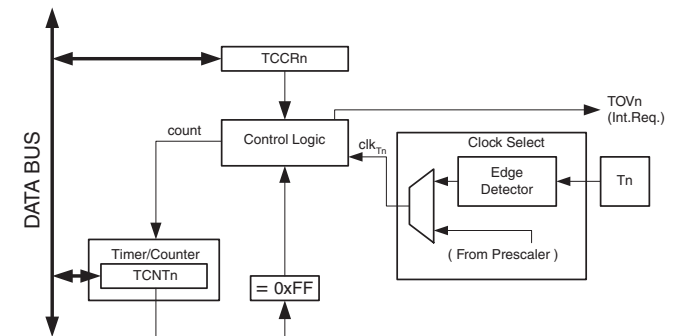 TCCRn
TOVn
(Int.Req.)
count
Control Logic
clkTn
Clock Select
Edge
Detector
Tn
( From Prescaler )
DATA BUS
Timer/Counter
TCNTn
= 0xFF